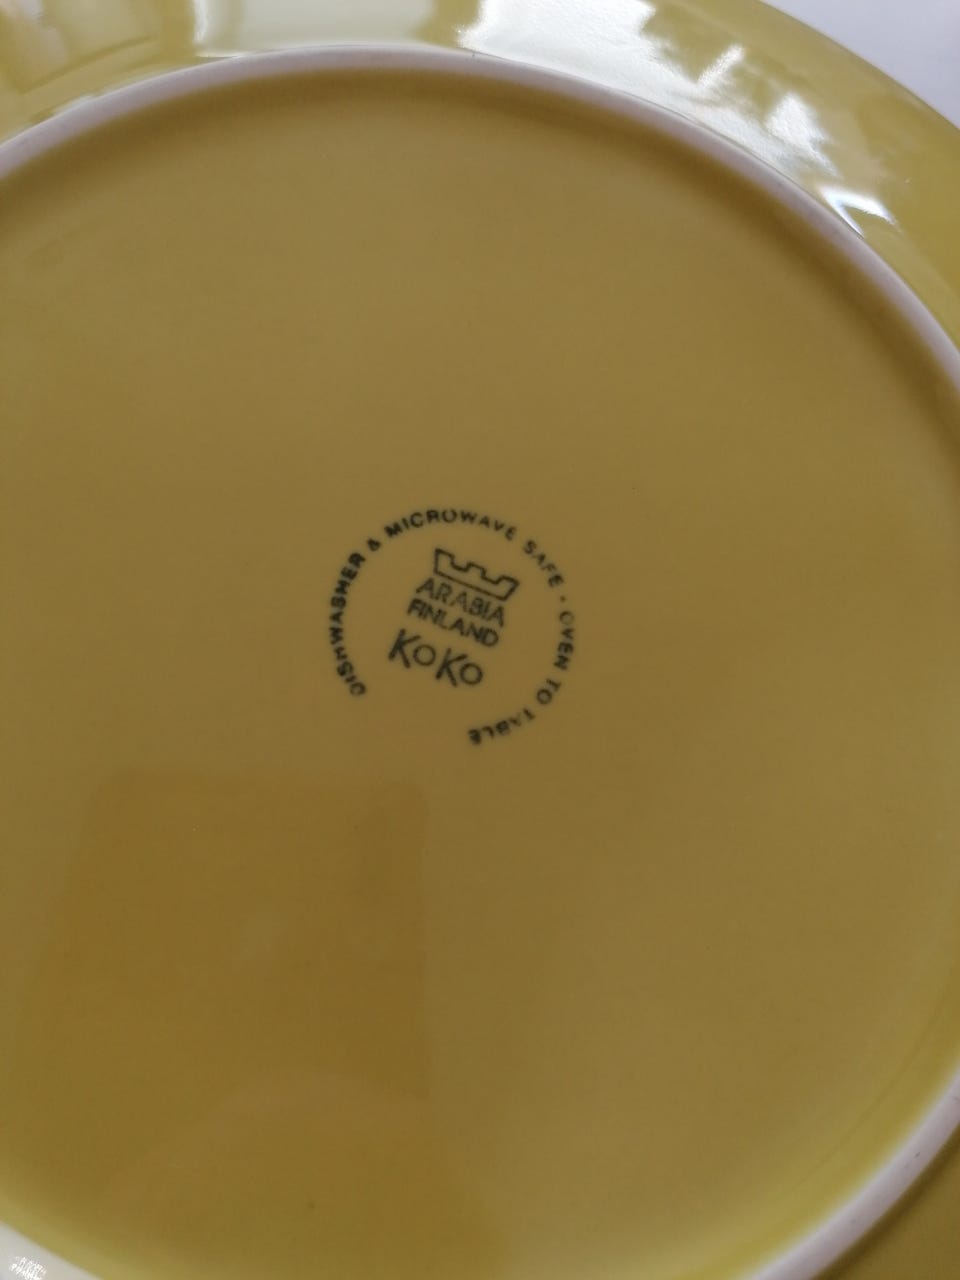 DISHWASHER & MICROWAVE SAFE · OVEN TO TABLE
ARABIA
FINLAND
KOKO